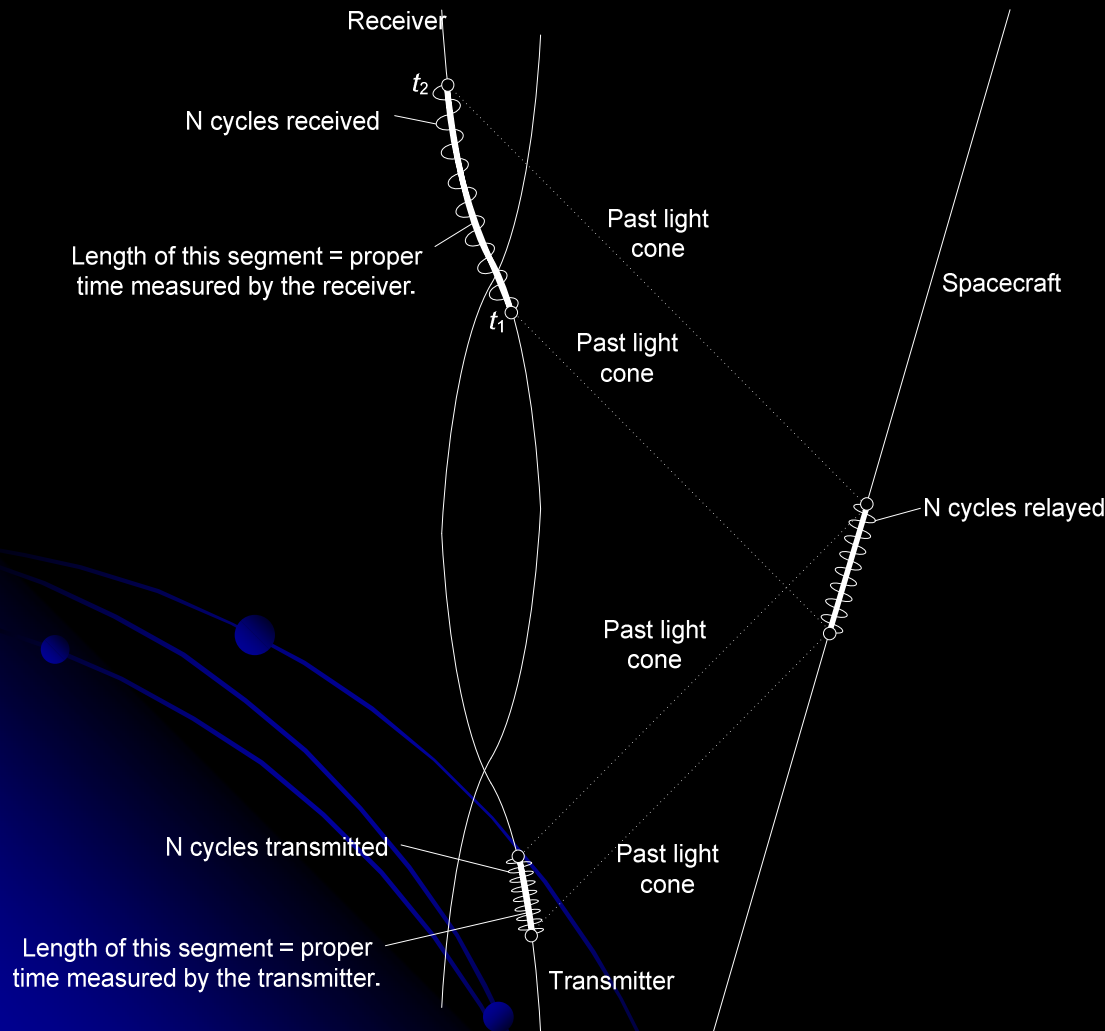 Receiver
t2
N cycles received
Past light
cone
Length of this segment = proper
time measured by the receiver.
Spacecraft
t1
Past light
cone
N cycles relayed
Past light
cone
N cycles transmitted
Past light
cone
Length of this segment = proper
time measured by the transmitter.
Transmitter